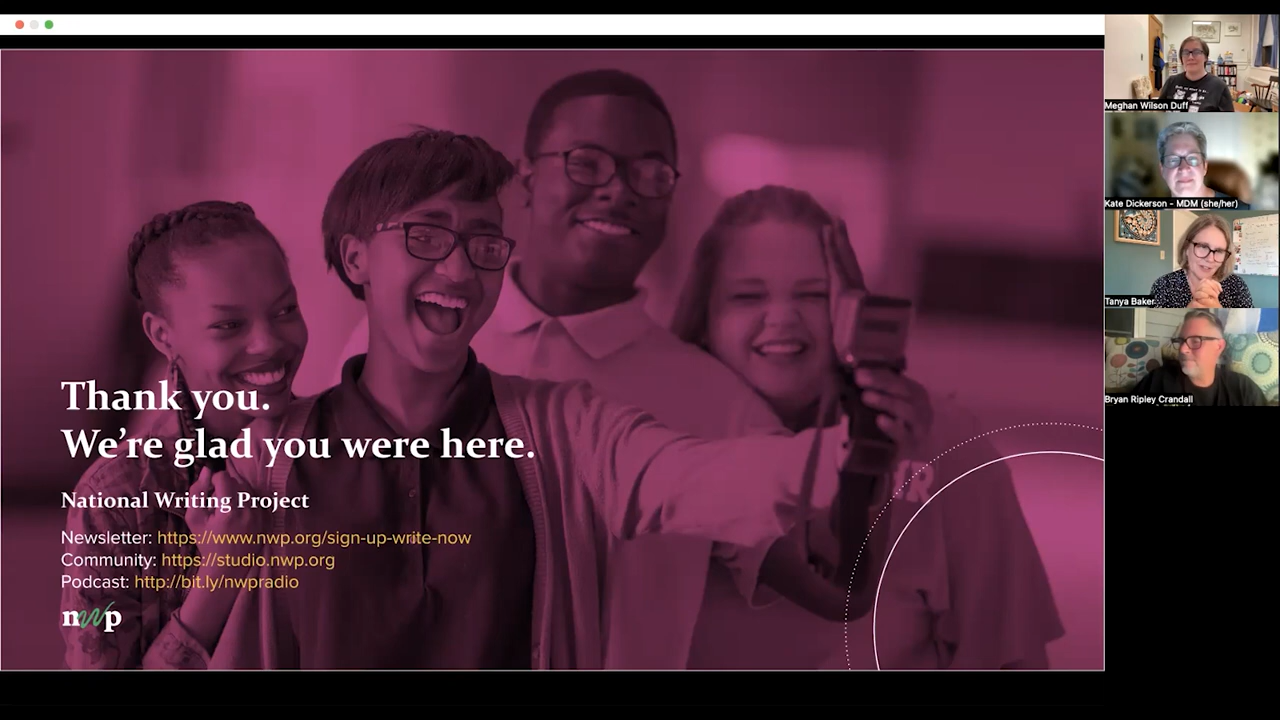 Thank you.
We're glad you were here.
National Writing Project
Newsletter: https://www.nwp.org/sign-up-write-now
Community: https://studio.nwp.org
Podcast: http://bit.ly/nwpradio
nwp
Meghan Wilson Duff
Kate Dickerson - MDM (she/her)
Tanya Baker
Bryan Ripley Crandall